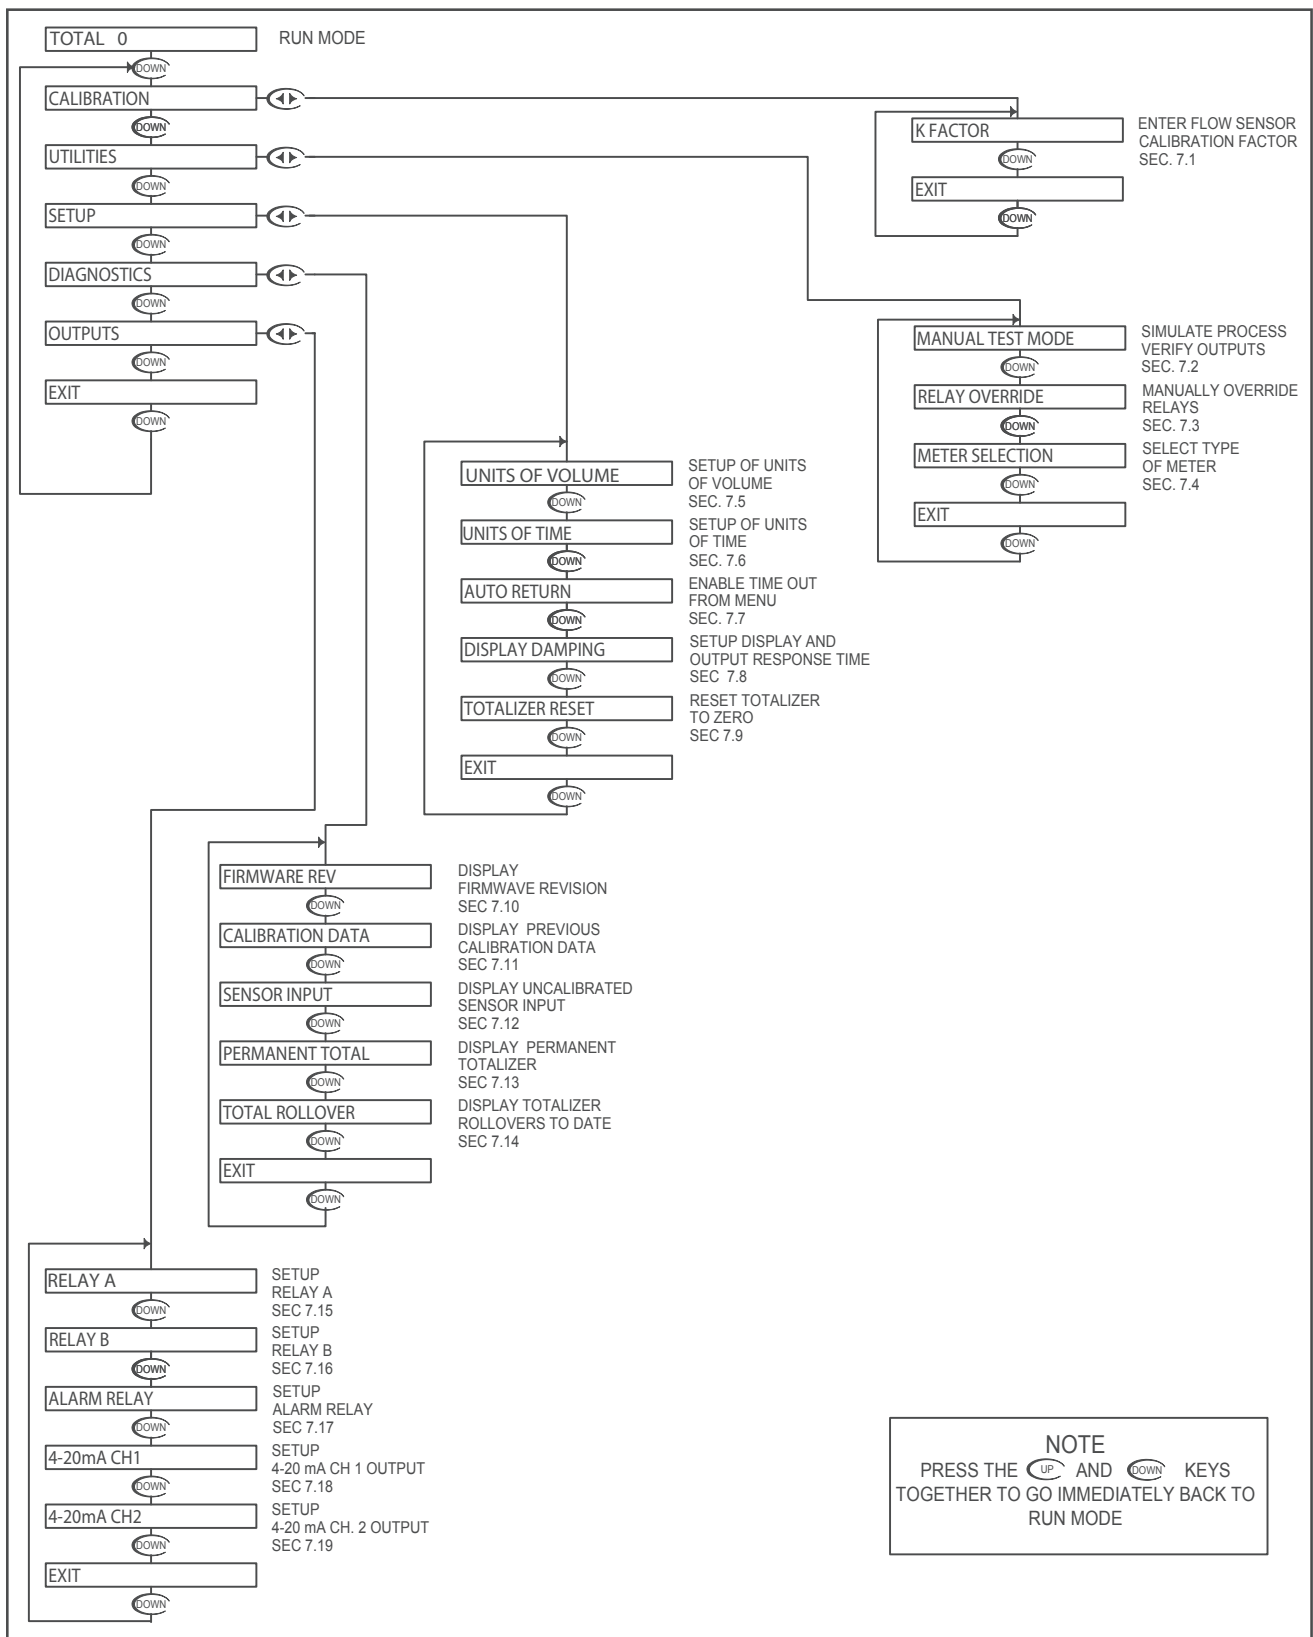 TOTAL 0
RUN MODE
DOWN
CALIBRATION
DOWN
UTILITIES
DOWN
SETUP
DOWN
DIAGNOSTICS
DOWN
OUTPUTS
DOWN
EXIT
DOWN
K FACTOR
ENTER FLOW SENSOR
CALIBRATION FACTOR
SEC. 7.1
DOWN
EXIT
DOWN
MANUAL TEST MODE
SIMULATE PROCESS
VERIFY OUTPUTS
SEC. 7.2
DOWN
RELAY OVERRIDE
MANUALLY OVERRIDE
RELAYS
SEC. 7.3
DOWN
METER SELECTION
SELECT TYPE
OF METER
SEC. 7.4
DOWN
EXIT
DOWN
UNITS OF VOLUME
SETUP OF UNITS
OF VOLUME
SEC. 7.5
DOWN
UNITS OF TIME
SETUP OF UNITS
OF TIME
SEC. 7.6
DOWN
AUTO RETURN
ENABLE TIME OUT
FROM MENU
SEC. 7.7
DOWN
DISPLAY DAMPING
SETUP DISPLAY AND
OUTPUT RESPONSE TIME
SEC 7.8
DOWN
TOTALIZER RESET
RESET TOTALIZER
TO ZERO
SEC 7.9
DOWN
EXIT
DOWN
FIRMWARE REV
DISPLAY
FIRMWAVE REVISION
SEC 7.10
DOWN
CALIBRATION DATA
DISPLAY PREVIOUS
CALIBRATION DATA
SEC 7.11
DOWN
SENSOR INPUT
DISPLAY UNCALIBRATED
SENSOR INPUT
SEC 7.12
DOWN
PERMANENT TOTAL
DISPLAY PERMANENT
TOTALIZER
SEC 7.13
DOWN
TOTAL ROLLOVER
DISPLAY TOTALIZER
ROLLOVERS TO DATE
SEC 7.14
DOWN
EXIT
DOWN
RELAY A
SETUP
RELAY A
SEC 7.15
DOWN
RELAY B
SETUP
RELAY B
SEC 7.16
DOWN
ALARM RELAY
SETUP
ALARM RELAY
SEC 7.17
DOWN
4-20mA CH1
SETUP
4-20 mA CH 1 OUTPUT
SEC 7.18
DOWN
4-20mA CH2
SETUP
4-20 mA CH. 2 OUTPUT
SEC 7.19
DOWN
EXIT
DOWN
NOTE
PRESS THE UP AND DOWN KEYS
TOGETHER TO GO IMMEDIATELY BACK TO
RUN MODE